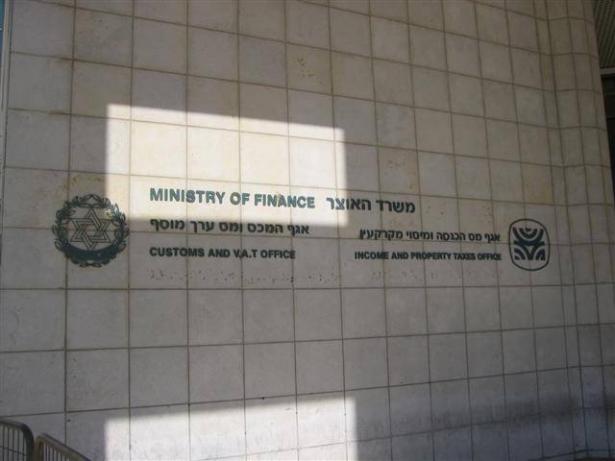 MINISTRY OF FINANCE משרד האוצר
אגף המכס ומס ערך מוסף
CUSTOMS AND V.A.T OFFICE
אגף מס הכנסה ומיסוי מקרקעין
INCOME AND PROPERTY TAXES OFFICE